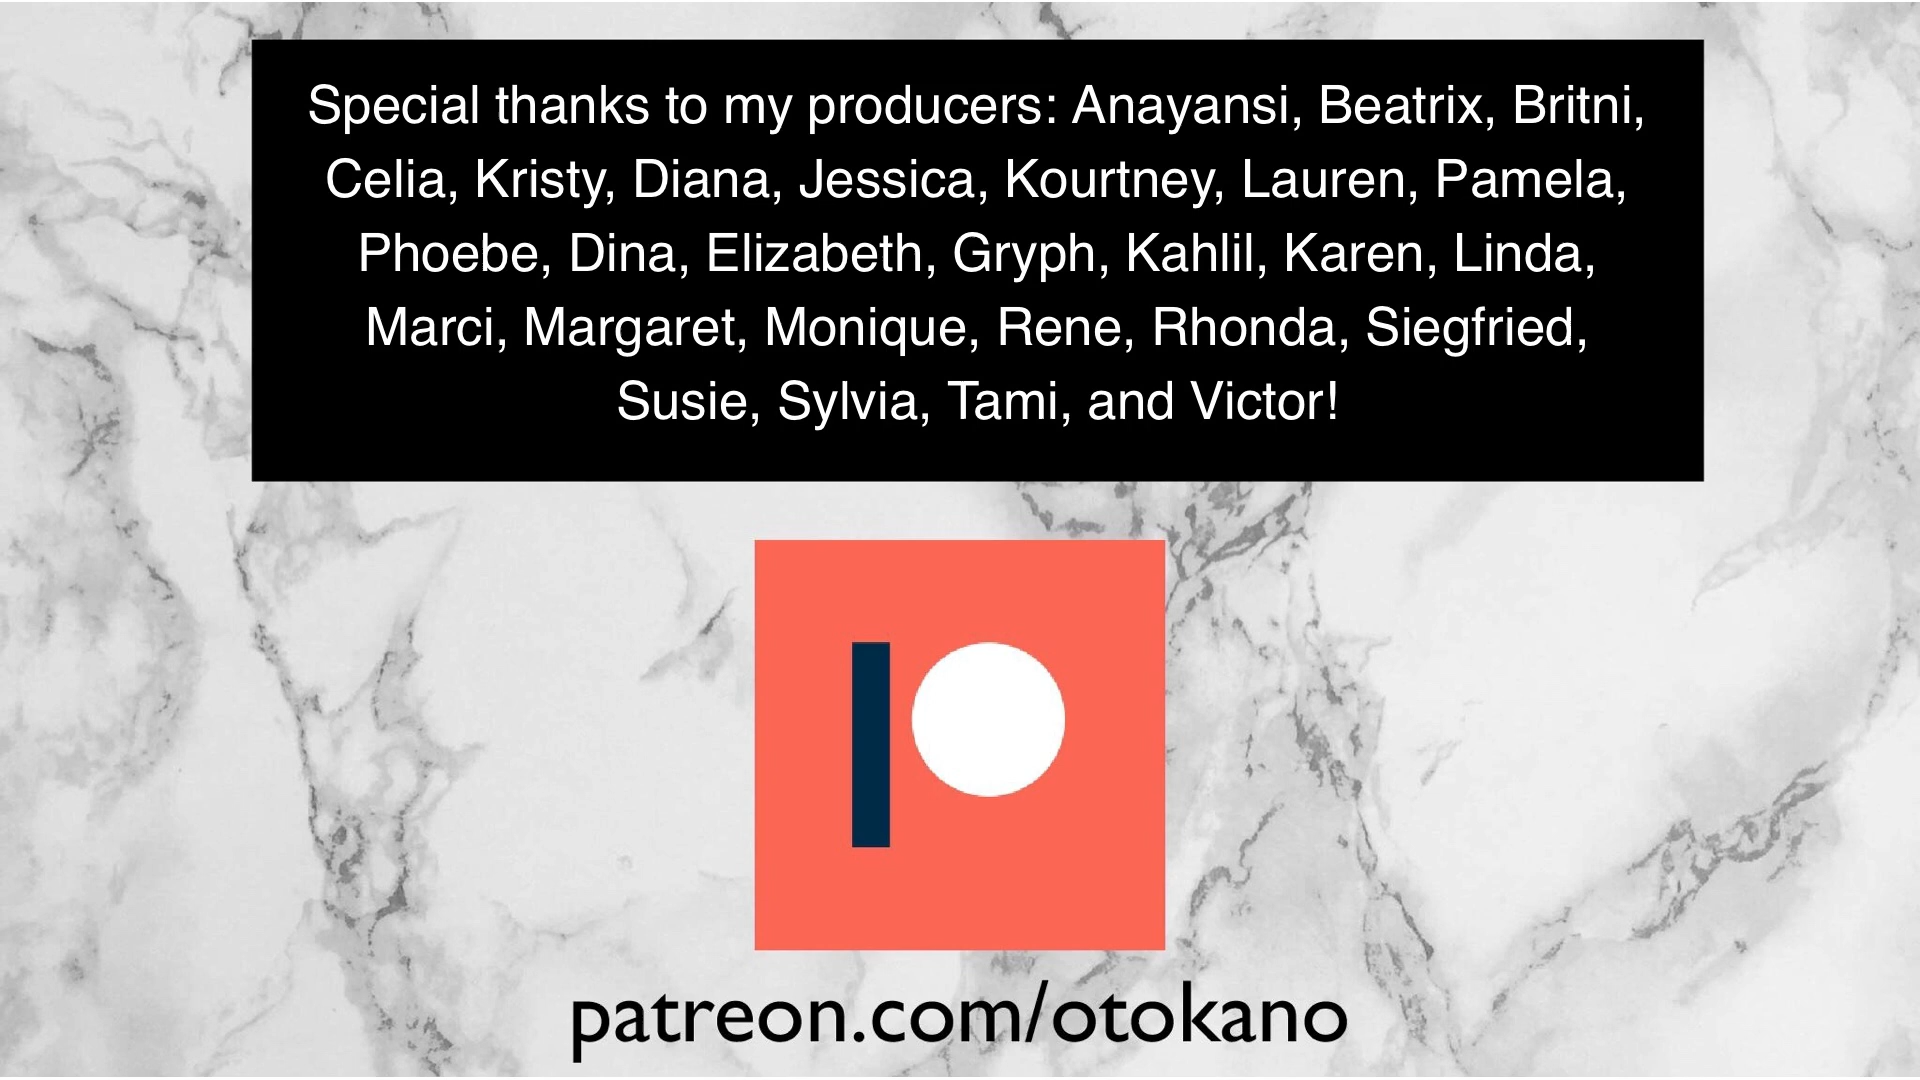 Special thanks to my producers: Anayansi, Beatrix, Britni,
Celia, Kristy, Diana, Jessica, Kourtney, Lauren, Pamela,
Phoebe, Dina, Elizabeth, Gryph, Kahlil, Karen, Linda,
Marci, Margaret, Monique, Rene, Rhonda, Siegfried,
Susie, Sylvia, Tami, and Victor!
patreon.com/otokano